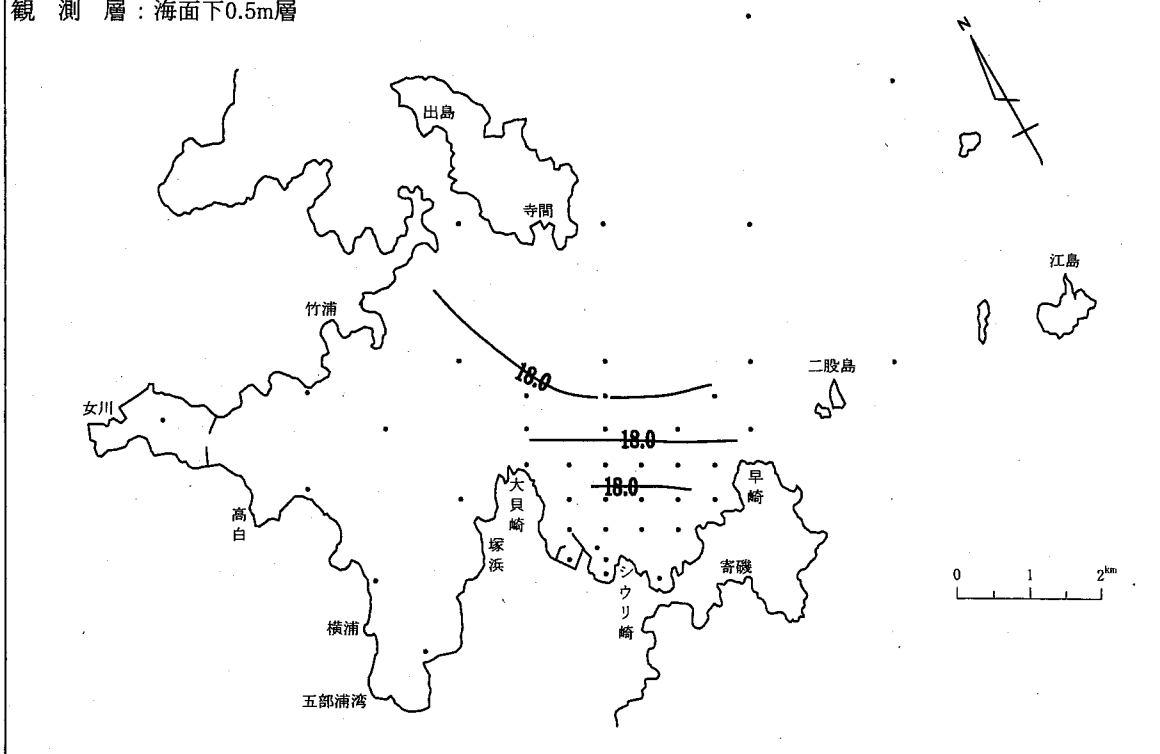 観 測 層：海面下0.5m層
N
出島
寺間
江島
竹浦
18.0
二股島
女川
18.0
早崎
大貝崎
18.0
高白
塚浜
寄磯
シウリ崎
0 1 2km
横浦
五部浦湾